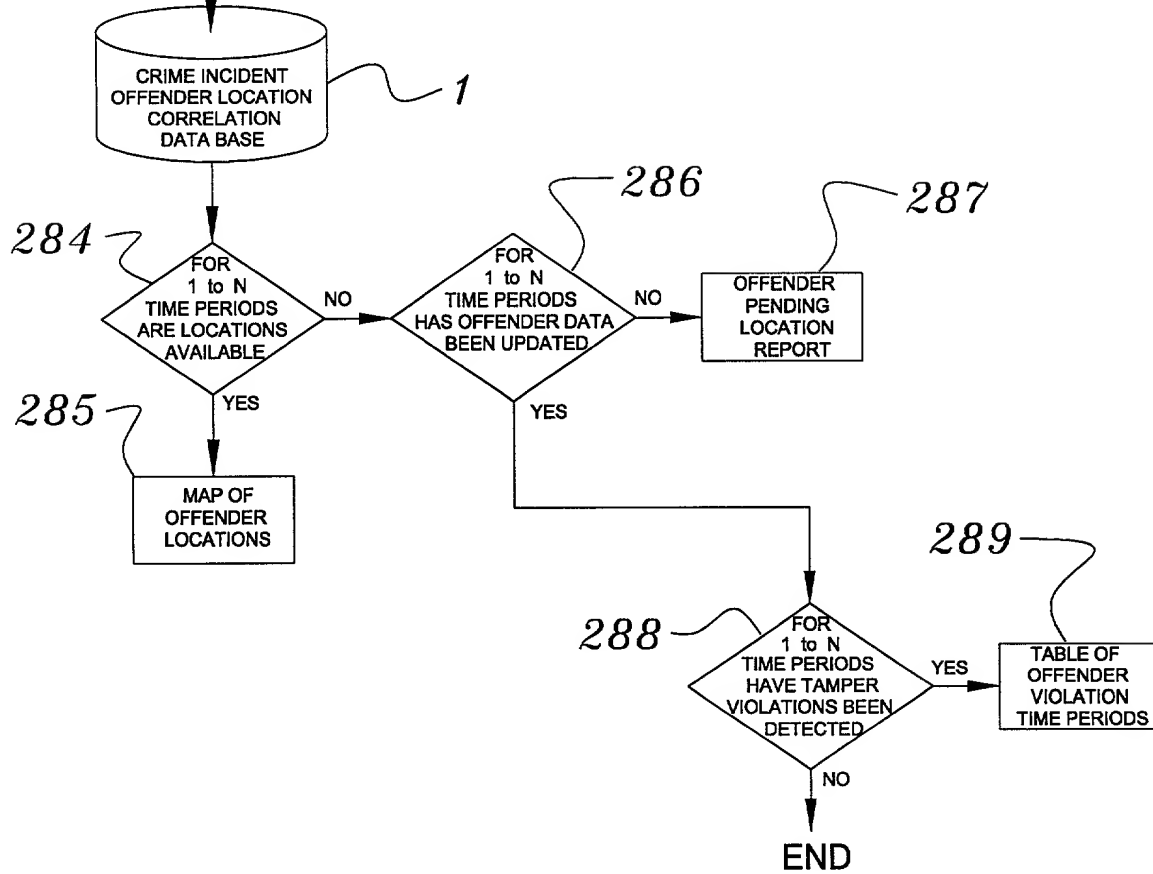 CRIME INCIDENT
OFFENDER LOCATION
CORRELATION
DATA BASE
1
284
FOR
1 to N
TIME PERIODS
ARE LOCATIONS
AVAILABLE
NO
YES
286
FOR
1 to N
TIME PERIODS
HAS OFFENDER DATA
BEEN UPDATED
NO
YES
287
OFFENDER
PENDING
LOCATION
REPORT
285
MAP OF
OFFENDER
LOCATIONS
288
FOR
1 to N
TIME PERIODS
HAVE TAMPER
VIOLATIONS BEEN
DETECTED
YES
NO
289
TABLE OF
OFFENDER
VIOLATION
TIME PERIODS
END